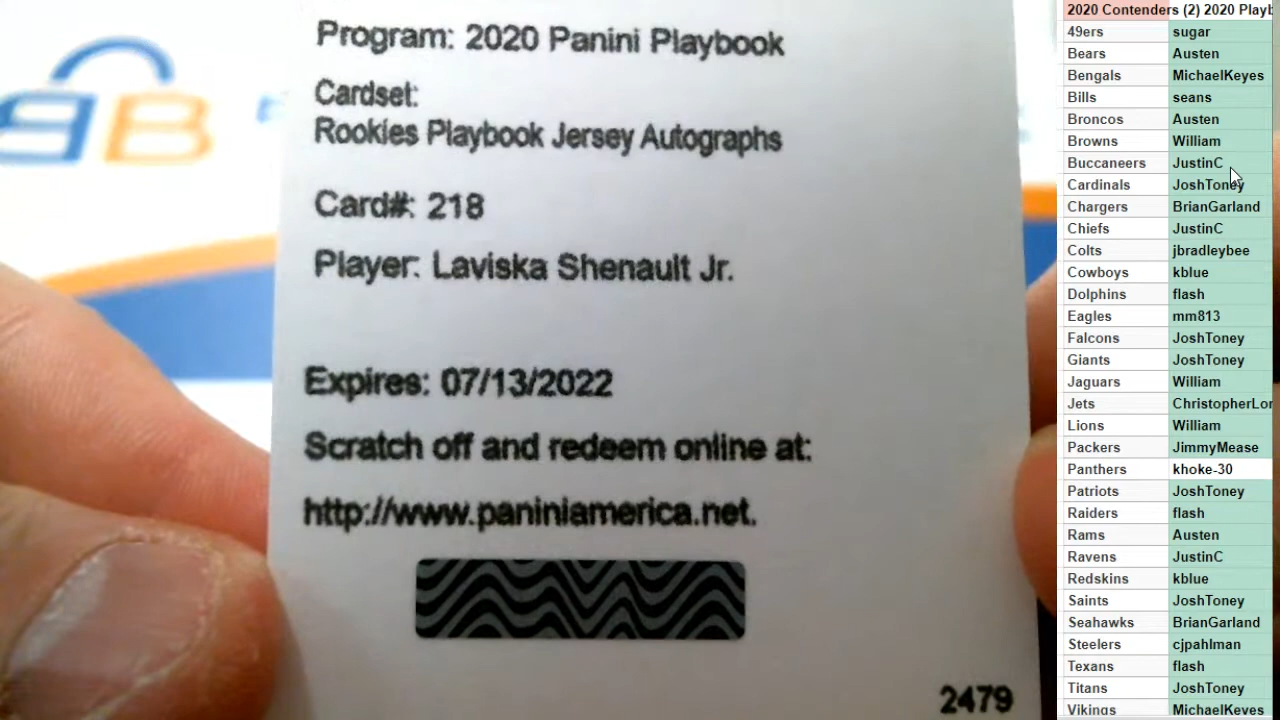 Program: 2020 Panini Playbook
Cardset:
Rookies Playbook Jersey Autographs
Card#: 218
Player: Laviska Shenault Jr.
Expires: 07/13/2022
Scratch off and redeem online at:
http://www.paniniamerica.net.
2479
BB
2020 Contenders (2) 2020 Playb
49ers sugar
Bears Austen
Bengals MichaelKeyes
Bills seans
Broncos Austen
Browns William
Buccaneers JustinC
Cardinals JoshToney
Chargers BrianGarland
Chiefs JustinC
Colts jbradleybee
Cowboys kblue
Dolphins flash
Eagles mm813
Falcons JoshToney
Giants JoshToney
Jaguars William
Jets ChristopherLor
Lions William
Packers JimmyMease
Panthers khoke-30
Patriots JoshToney
Raiders flash
Rams Austen
Ravens JustinC
Redskins kblue
Saints JoshToney
Seahawks BrianGarland
Steelers cjpahlman
Texans flash
Titans JoshToney
Vikings MichaelKeyes